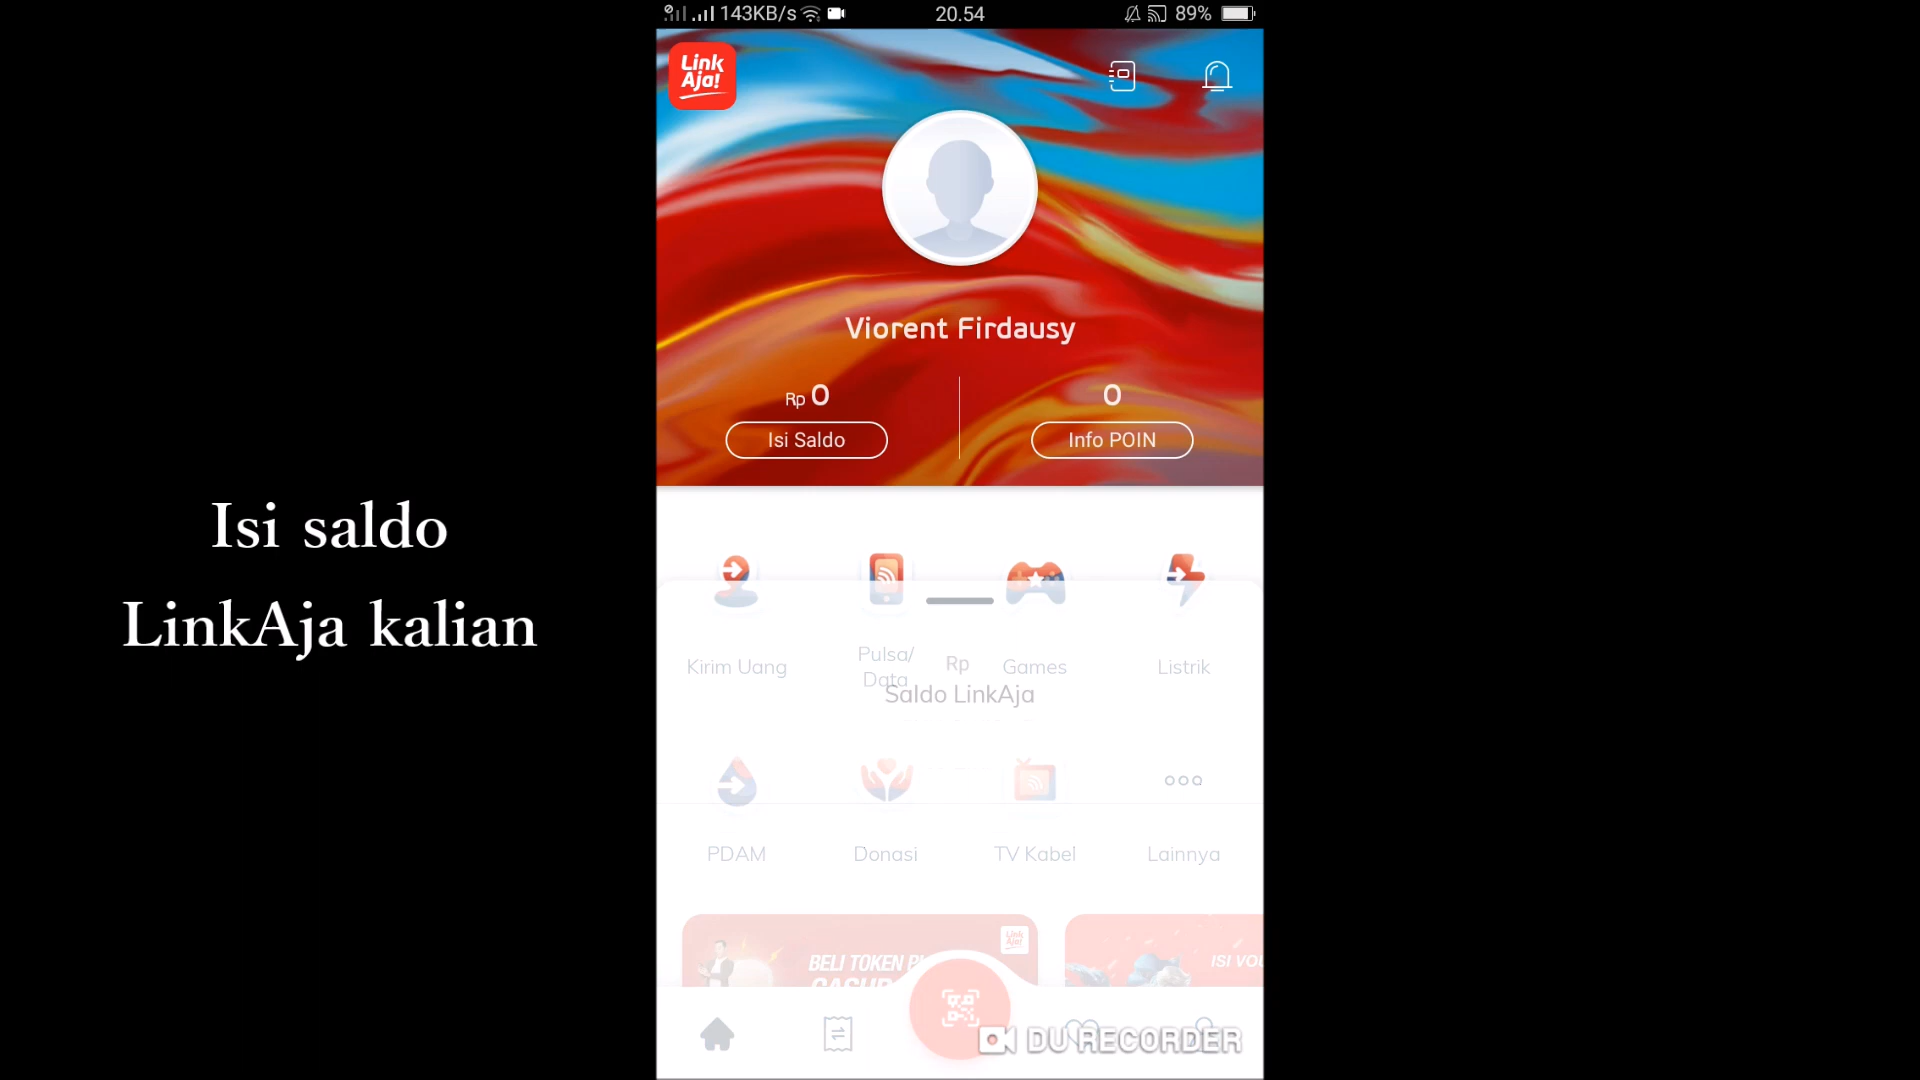 143KB/s
20.54
89%
Link
Aja!
Viorent Firdausy
Rp 0
0
Isi Saldo
Info POIN
Isi saldo
LinkAja kalian
Kirim Uang
Pulsa/
Data
Rp
Games
Listrik
Saldo LinkAja
PDAM
Donasi
TV Kabel
Lainnya
Link
Aja!
BELI TOKEN
ISI
DU RECORDER